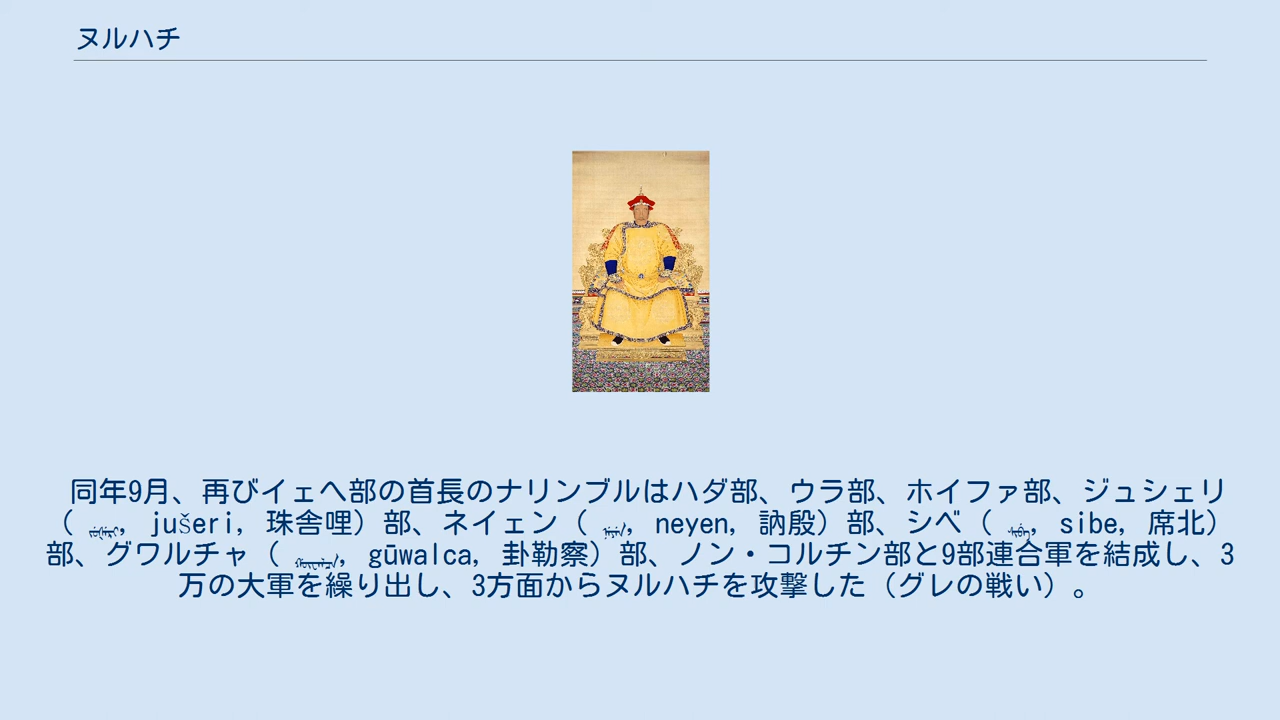 ヌルハチ
同年9月、再びイェヘ部の首長のナリンブルはハダ部、ウラ部、ホイファ部、ジュシェリ
（ , jušeri, 珠舎哩）部、ネイェン（ , neyen, 訥殷）部、シベ（ , sibe, 席北）
部、グワルチャ（ , gūwalca, 卦勒察）部、ノン・コルチン部と9部連合軍を結成し、3
万の大軍を繰り出し、3方面からヌルハチを攻撃した（グレの戦い）。